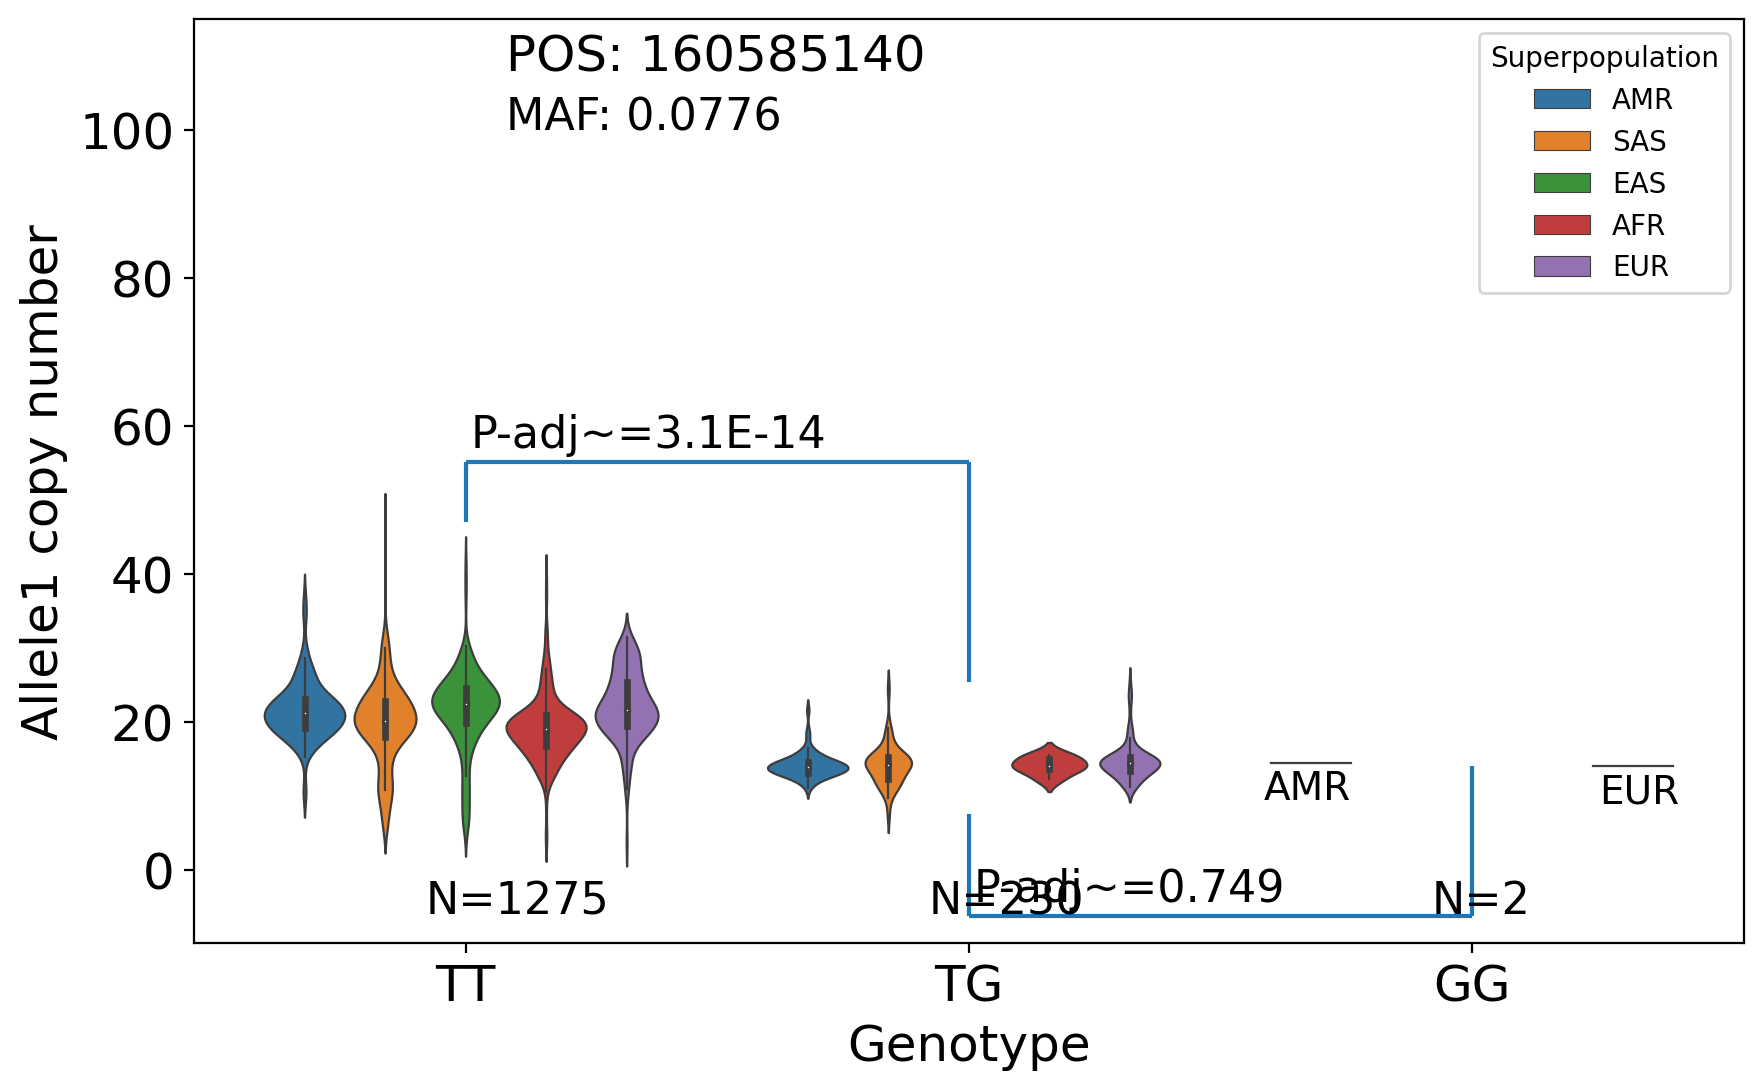 POS: 160585140
MAF: 0.0776
Superpopulation
AMR
SAS
EAS
AFR
EUR
Allele1 copy number
100
80
60
40
20
0
P-adj~=3.1E-14
AMR
EUR
P-adj~=0.749
N=1275
N=230
N=2
TT
TG
GG
Genotype